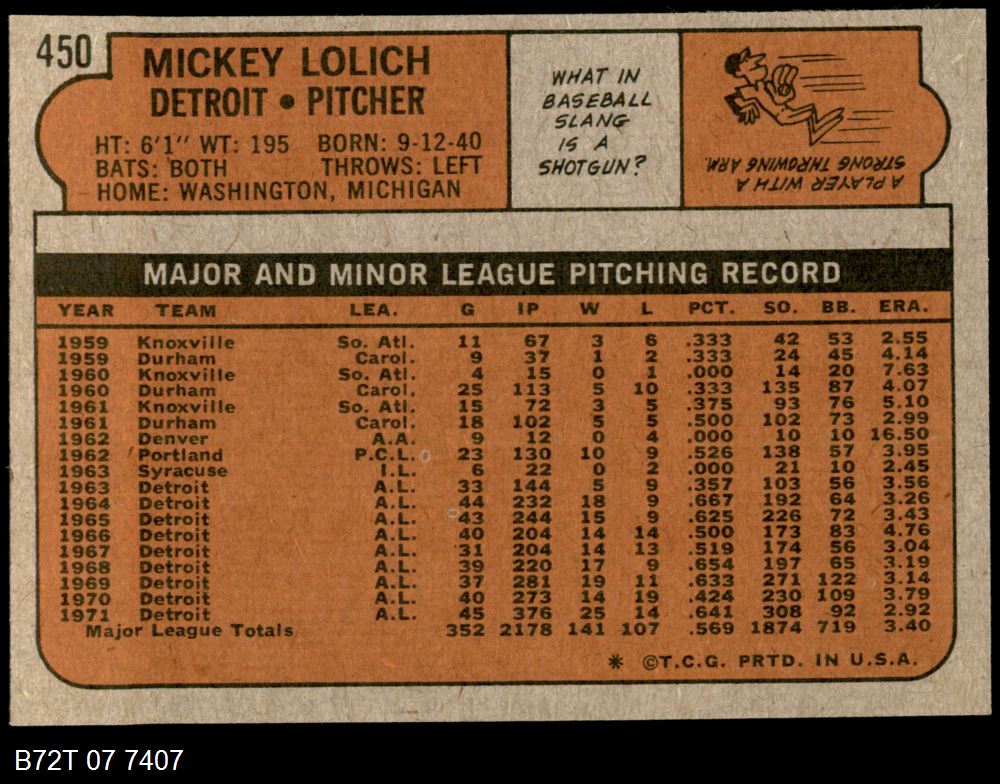 450
MICKEY LOLICH
DETROIT • PITCHER
HT: 6'1" WT: 195 BORN: 9-12-40
BATS: BOTH THROWS: LEFT
HOME: WASHINGTON, MICHIGAN
WHAT IN
BASEBALL
SLANG
IS A
SHOTGUN?
A PLAYER WITH A
STRONG THROWING ARM.
MAJOR AND MINOR LEAGUE PITCHING RECORD
YEAR TEAM LEA. G IP W L PCT. SO. BB. ERA.
1959 Knoxville So. Atl. 11 67 3 6 .333 42 53 2.55
1959 Durham Carol. 9 37 1 2 .333 24 45 4.14
1960 Knoxville So. Atl. 4 15 0 1 .000 14 20 7.63
1960 Durham Carol. 25 113 5 10 .333 135 87 4.07
1961 Knoxville So. Atl. 15 72 3 5 .375 93 76 5.10
1961 Durham Carol. 18 102 5 5 .500 102 73 2.99
1962 Denver A.A. 9 12 0 4 .000 10 10 16.50
1962 Portland P.C.L. 23 130 10 9 .526 138 57 3.95
1963 Syracuse I.L. 6 22 0 2 .000 21 10 2.45
1963 Detroit A.L. 33 144 5 9 .357 103 56 3.56
1964 Detroit A.L. 44 232 18 9 .667 192 64 3.26
1965 Detroit A.L. 43 244 15 9 .625 226 72 3.43
1966 Detroit A.L. 40 204 14 14 .500 173 83 4.76
1967 Detroit A.L. 31 204 14 13 .519 174 56 3.04
1968 Detroit A.L. 39 220 17 9 .654 197 65 3.19
1969 Detroit A.L. 37 281 19 11 .633 271 122 3.14
1970 Detroit A.L. 40 273 14 19 .424 230 109 3.79
1971 Detroit A.L. 45 376 25 14 .641 308 92 2.92
Major League Totals 352 2178 141 107 .569 1874 719 3.40
* ©T.C.G. PRTD. IN U.S.A.
B72T 07 7407